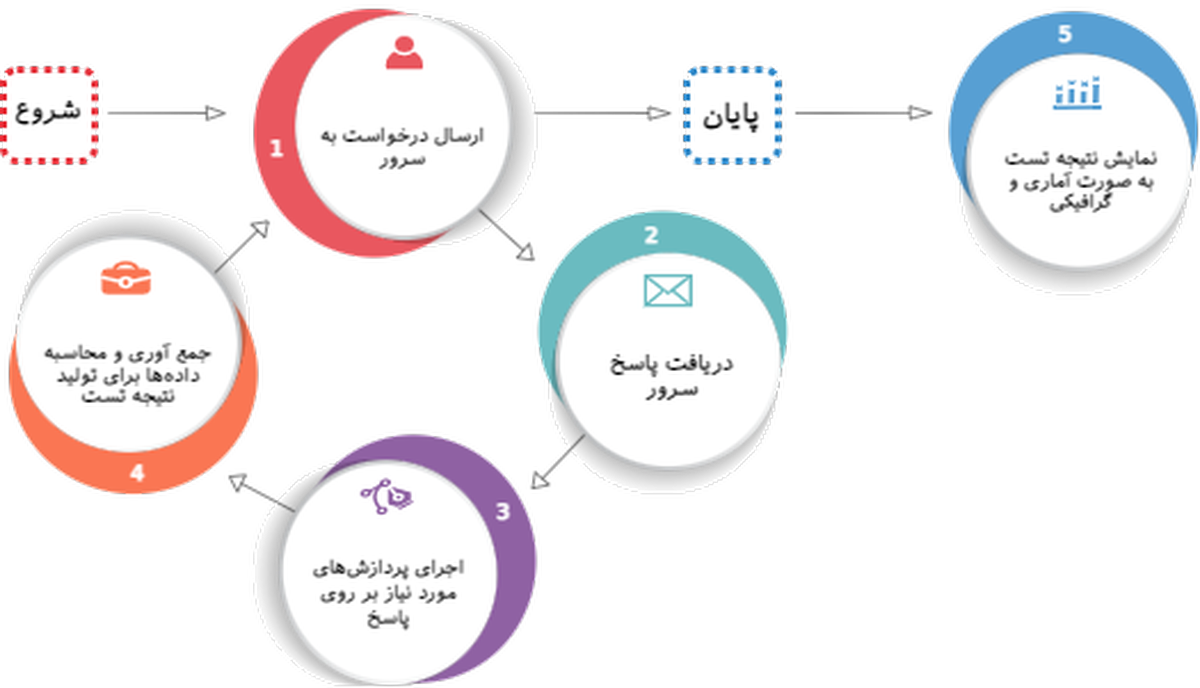 شروع
1
ارسال درخواست به
سرور
پایان
5
نمایش نتیجه تست
به صورت آماری و
گرافیکی
2
دریافت پاسخ
سرور
3
اجرای پردازش‌های
مورد نیاز بر روی
پاسخ
4
جمع آوری و محاسبه
داده‌ها برای تولید
نتیجه تست